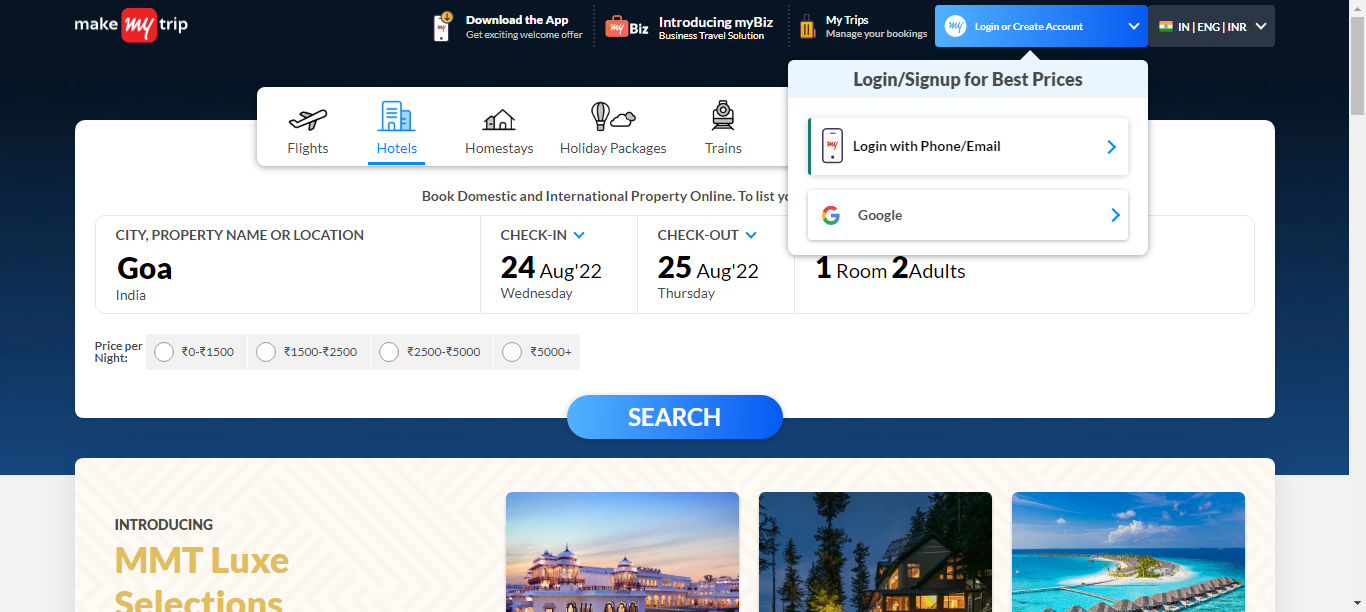 make my trip
Download the App
Get exciting welcome offer
my Biz
Introducing myBiz
Business Travel Solution
My Trips
Manage your bookings
my Login or Create Account
IN | ENG | INR
Login/Signup for Best Prices
my Login with Phone/Email
Google
Flights
Hotels
Homestays
Holiday Packages
Trains
Book Domestic and International Property Online. To list
CITY, PROPERTY NAME OR LOCATION
Goa
India
CHECK-IN
24 Aug'22
Wednesday
CHECK-OUT
25 Aug'22
Thursday
1 Room 2 Adults
Price per
Night:
₹0-₹1500
₹1500-₹2500
₹2500-₹5000
₹5000+
SEARCH
INTRODUCING
MMT Luxe
Selections